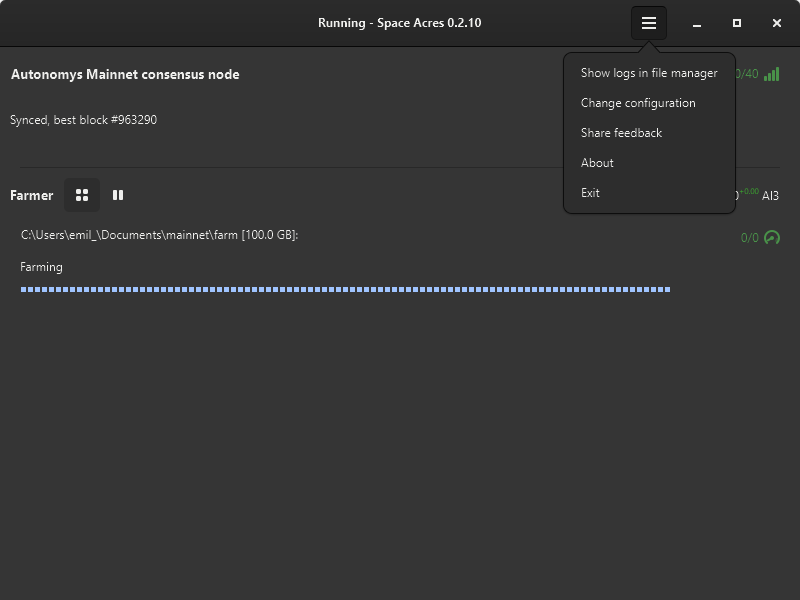 Running - Space Acres 0.2.10
Autonomys Mainnet consensus node
0/40
Show logs in file manager
Change configuration
Share feedback
About
Exit
Synced, best block #963290
Farmer
+0.00 AI3
C:\Users\emil_\Documents\mainnet\farm [100.0 GB]:
0/0
Farming